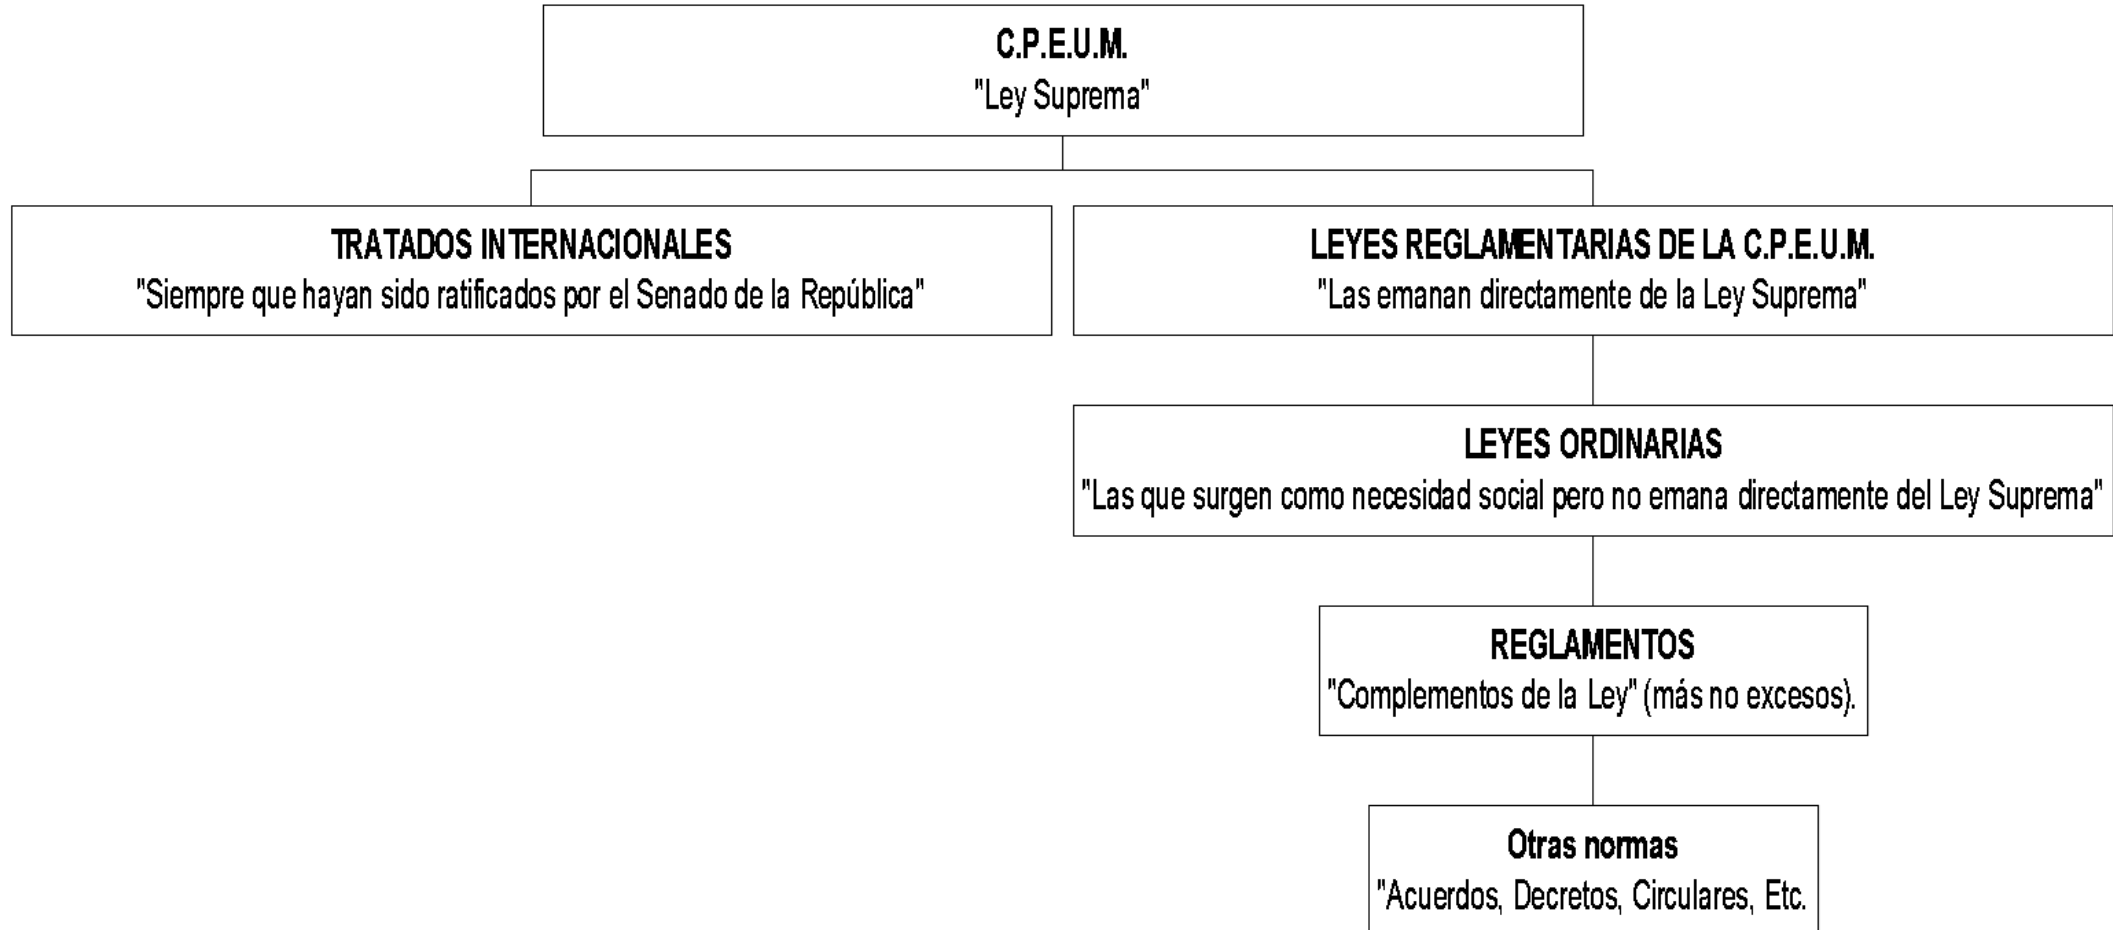 C.P.E.U.M.
"Ley Suprema"
TRATADOS INTERNACIONALES
"Siempre que hayan sido ratificados por el Senado de la República"
LEYES REGLAMENTARIAS DE LA C.P.E.U.M.
"Las emanan directamente de la Ley Suprema"
LEYES ORDINARIAS
"Las que surgen como necesidad social pero no emana directamente del Ley Suprema"
REGLAMENTOS
"Complementos de la Ley" (más no excesos).
Otras normas
"Acuerdos, Decretos, Circulares, Etc.